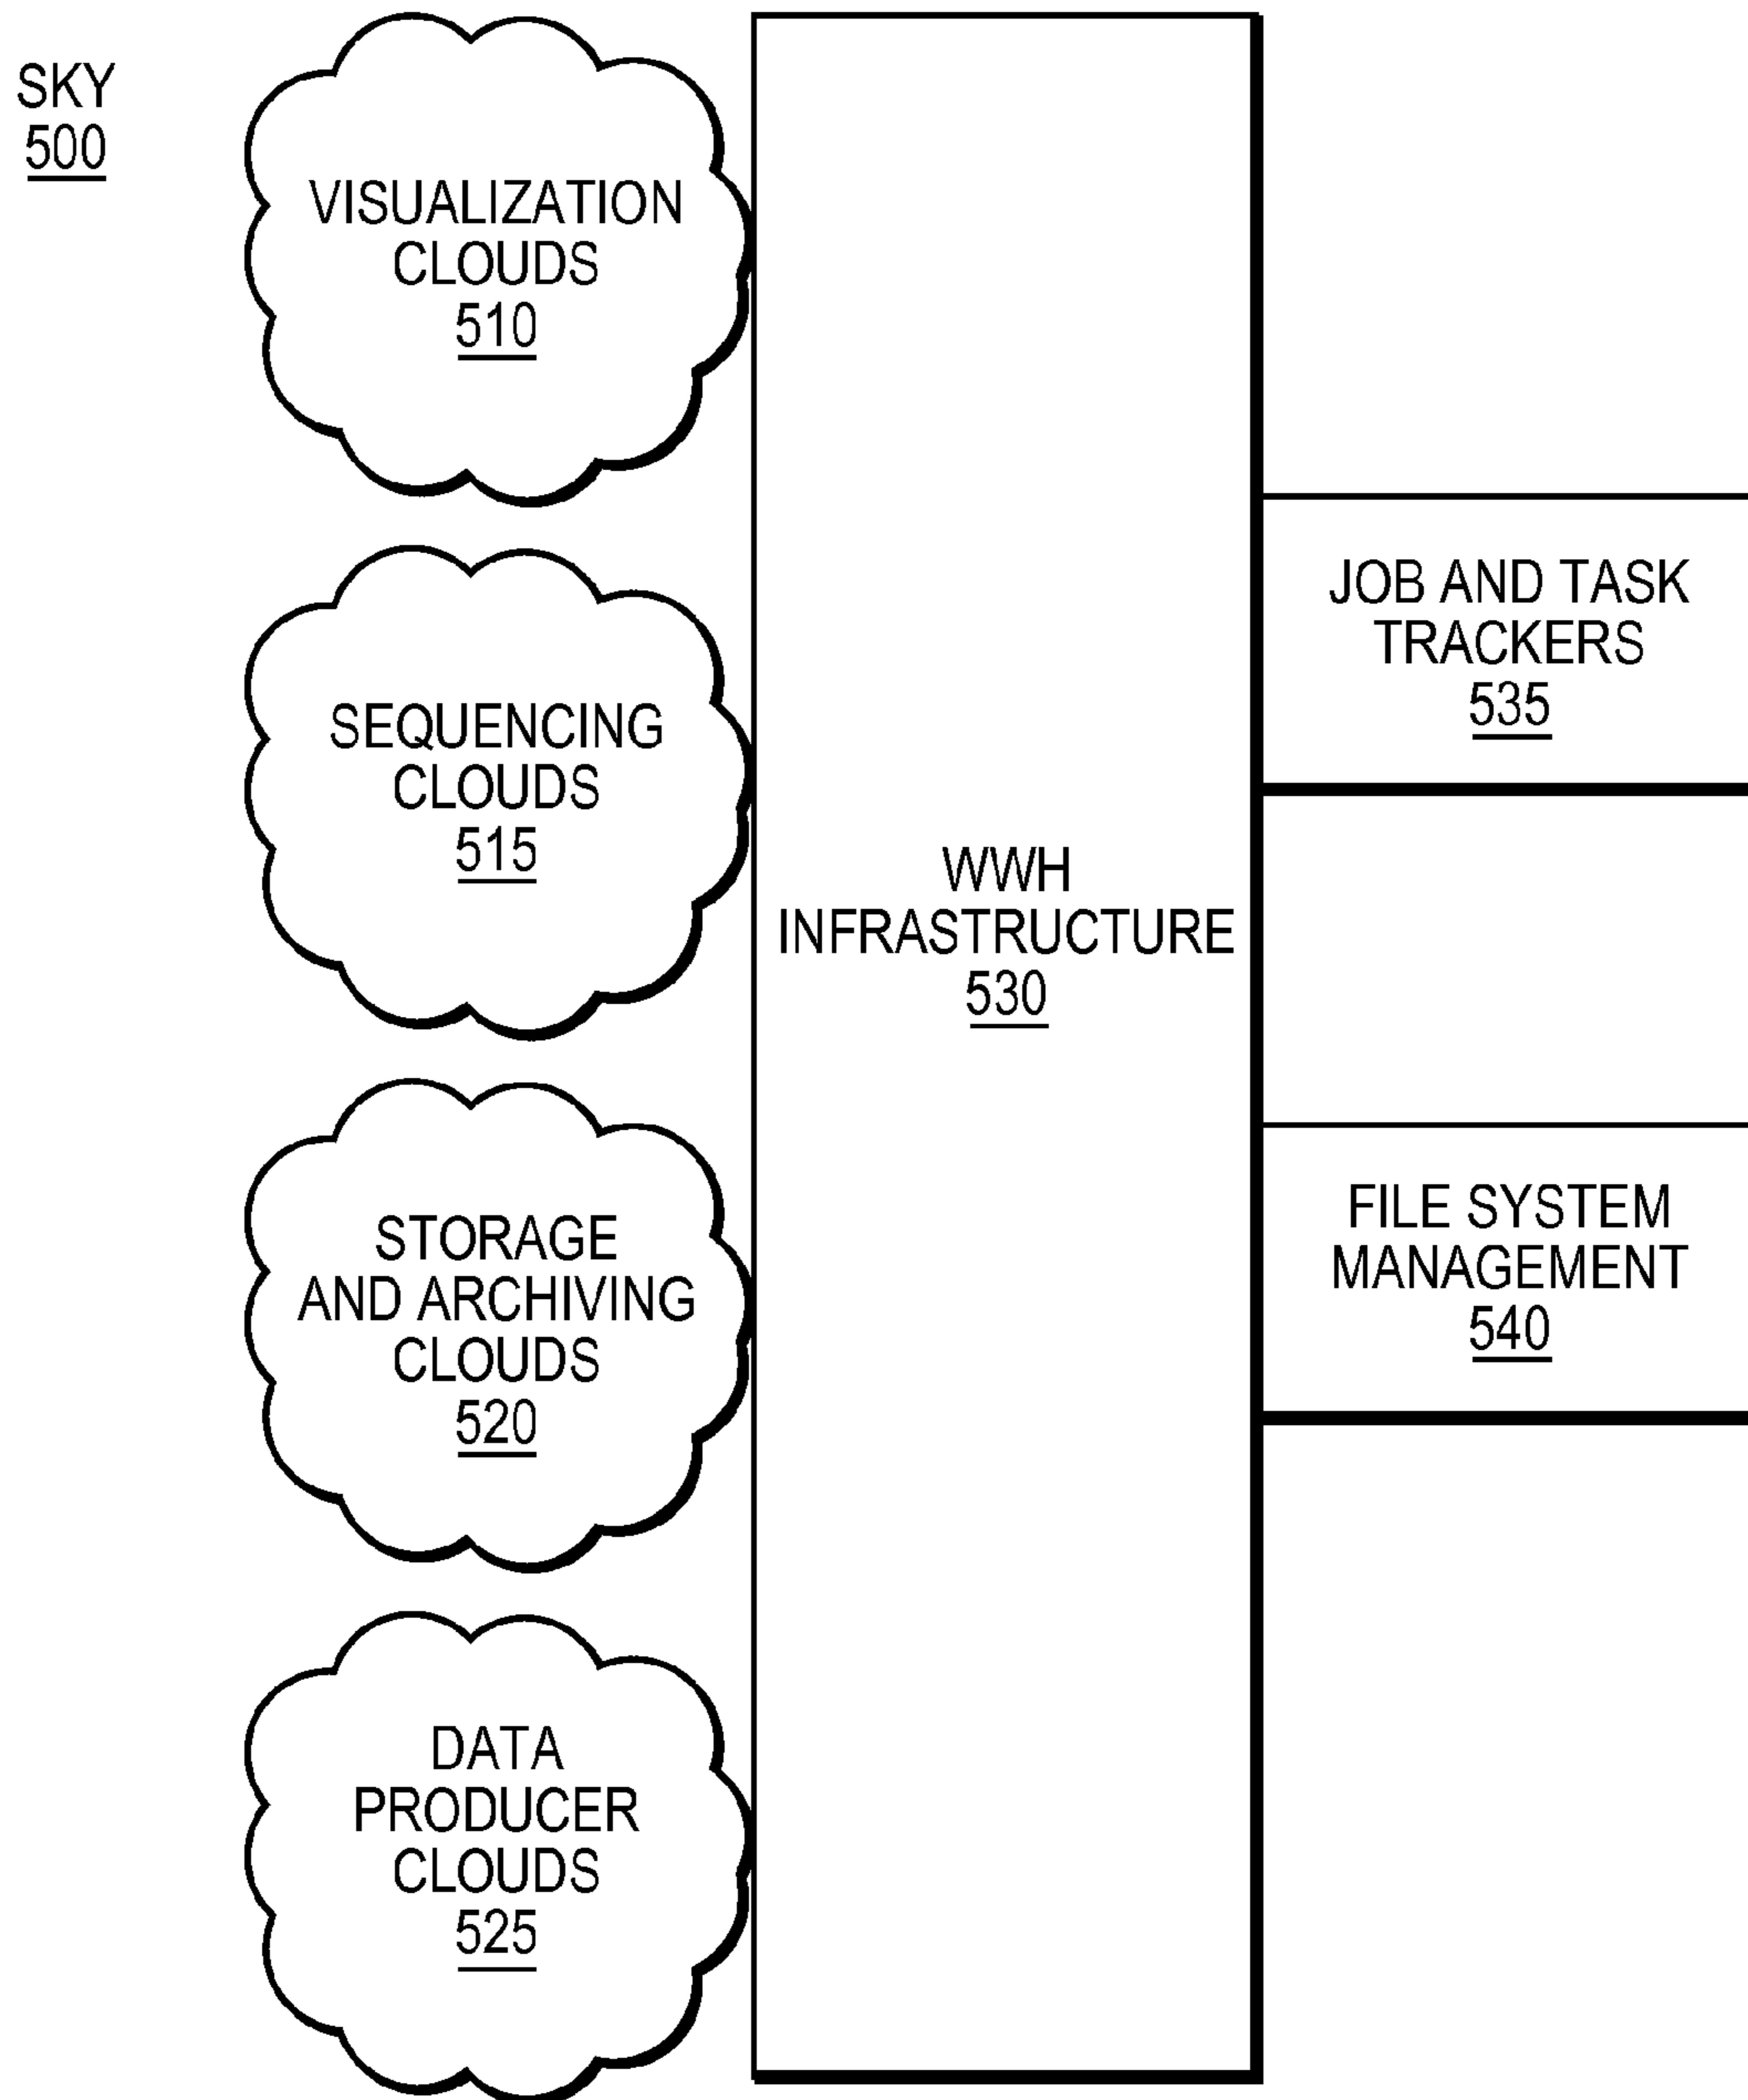 SKY
500
VISUALIZATION
CLOUDS
510
SEQUENCING
CLOUDS
515
STORAGE
AND ARCHIVING
CLOUDS
520
DATA
PRODUCER
CLOUDS
525
WWH
INFRASTRUCTURE
530
JOB AND TASK
TRACKERS
535
FILE SYSTEM
MANAGEMENT
540